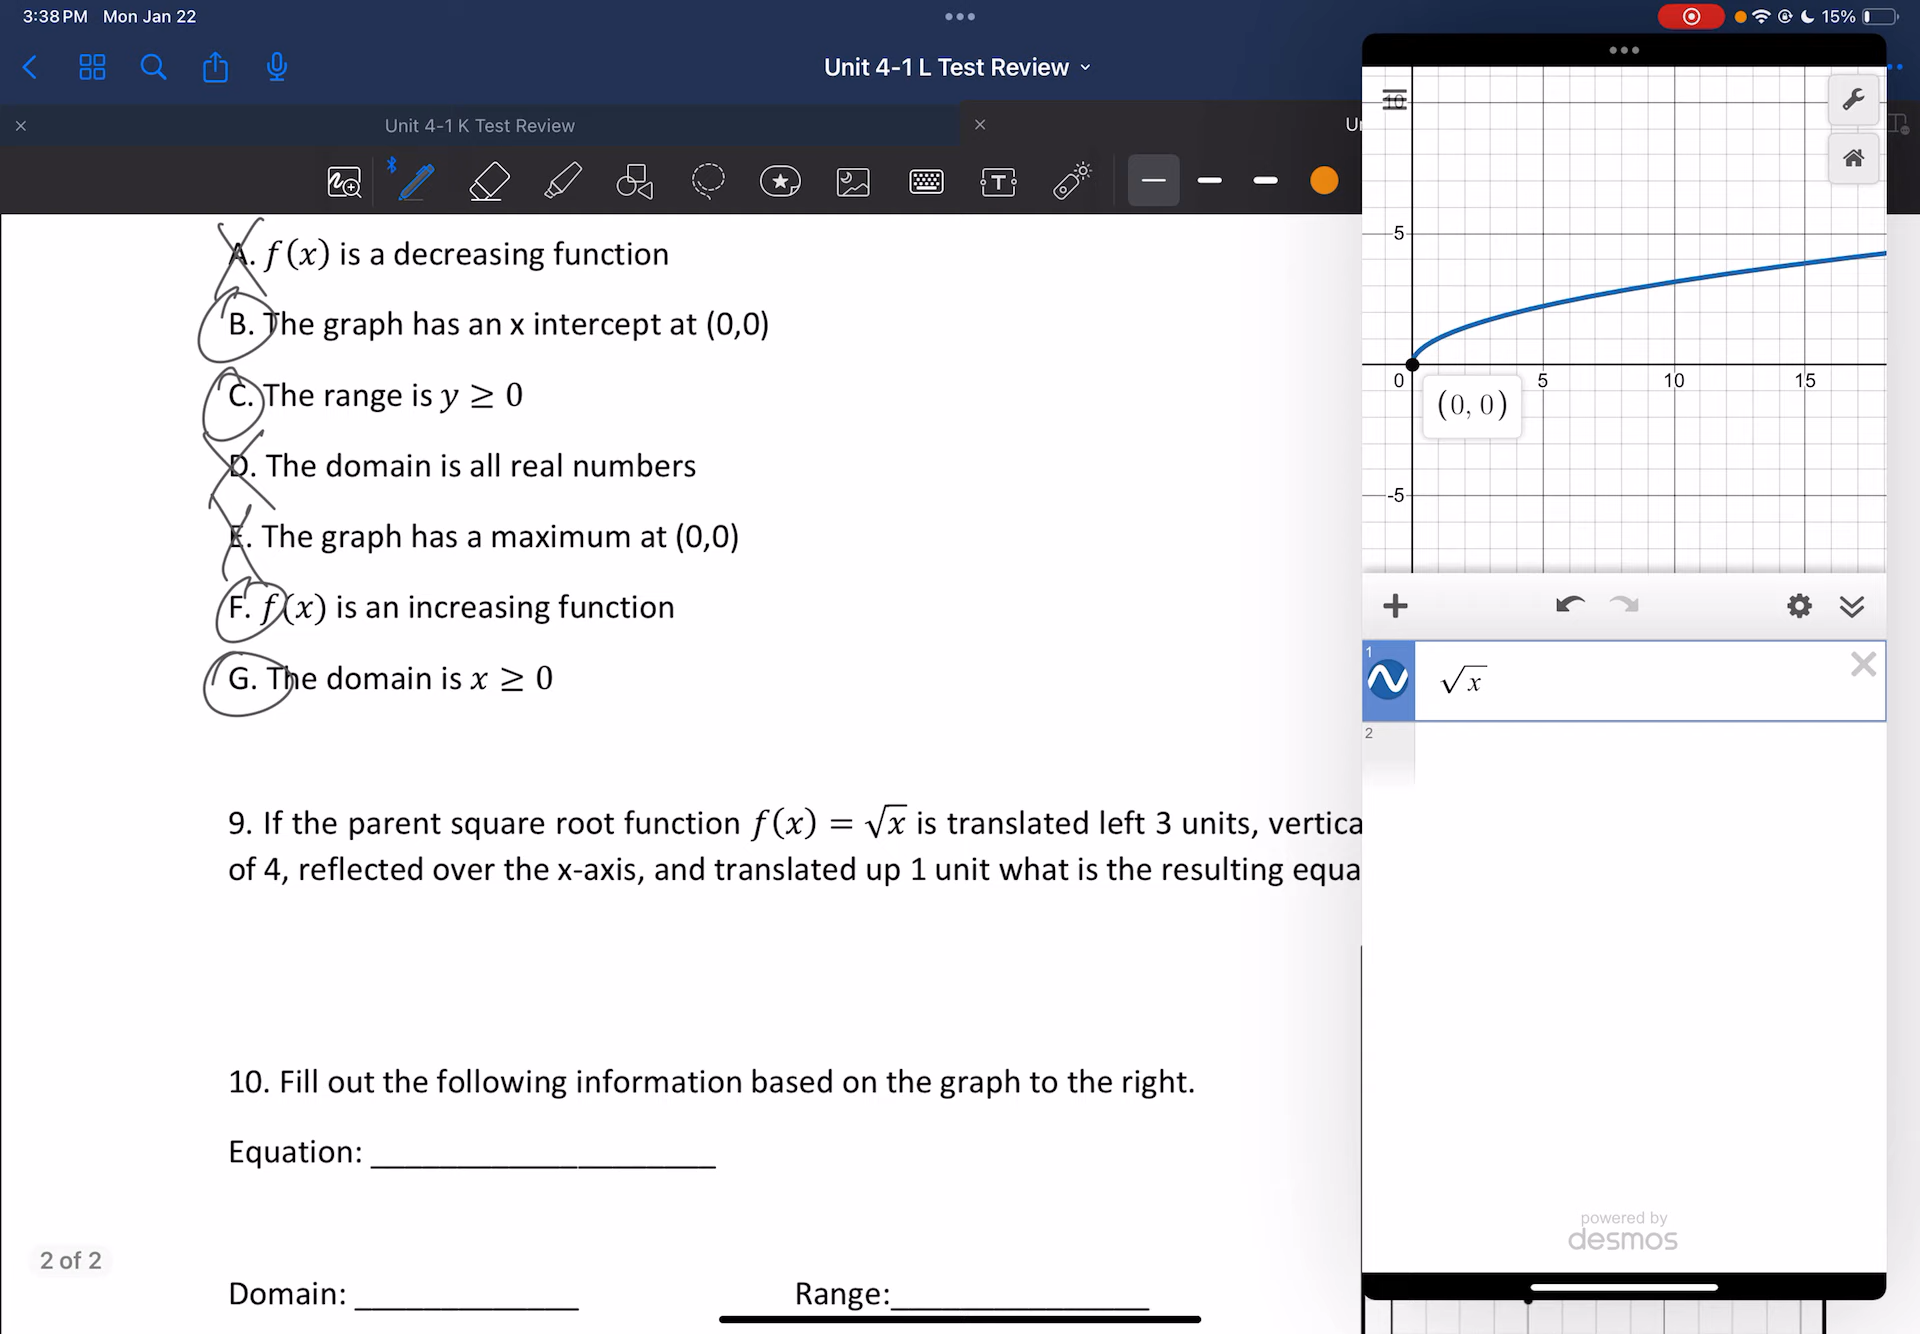 3:38 PM Mon Jan 22
15%
Unit 4-1 L Test Review
Unit 4-1 K Test Review
A. f(x) is a decreasing function
B. The graph has an x intercept at (0,0)
C. The range is y ≥ 0
D. The domain is all real numbers
E. The graph has a maximum at (0,0)
F. f(x) is an increasing function
G. The domain is x ≥ 0
9. If the parent square root function f(x) = √x is translated left 3 units, vertica
of 4, reflected over the x-axis, and translated up 1 unit what is the resulting equa
10. Fill out the following information based on the graph to the right.
Equation:
Domain: Range:
2 of 2
10
5
0 5 10 15
(0, 0)
-5
1
√x
2
powered by
desmos